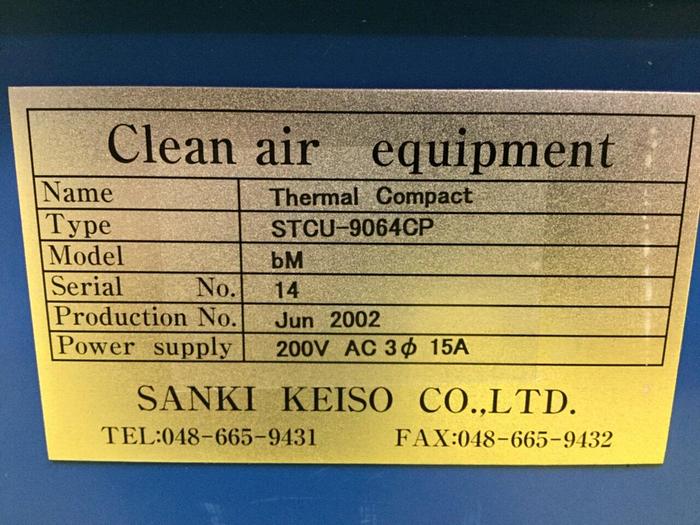 Clean air equipment
Name Thermal Compact
Type STCU-9064CP
Model bM
Serial No. 14
Production No. Jun 2002
Power supply 200V AC 3ϕ 15A
SANKI KEISO CO.,LTD.
TEL:048-665-9431 FAX:048-665-9432